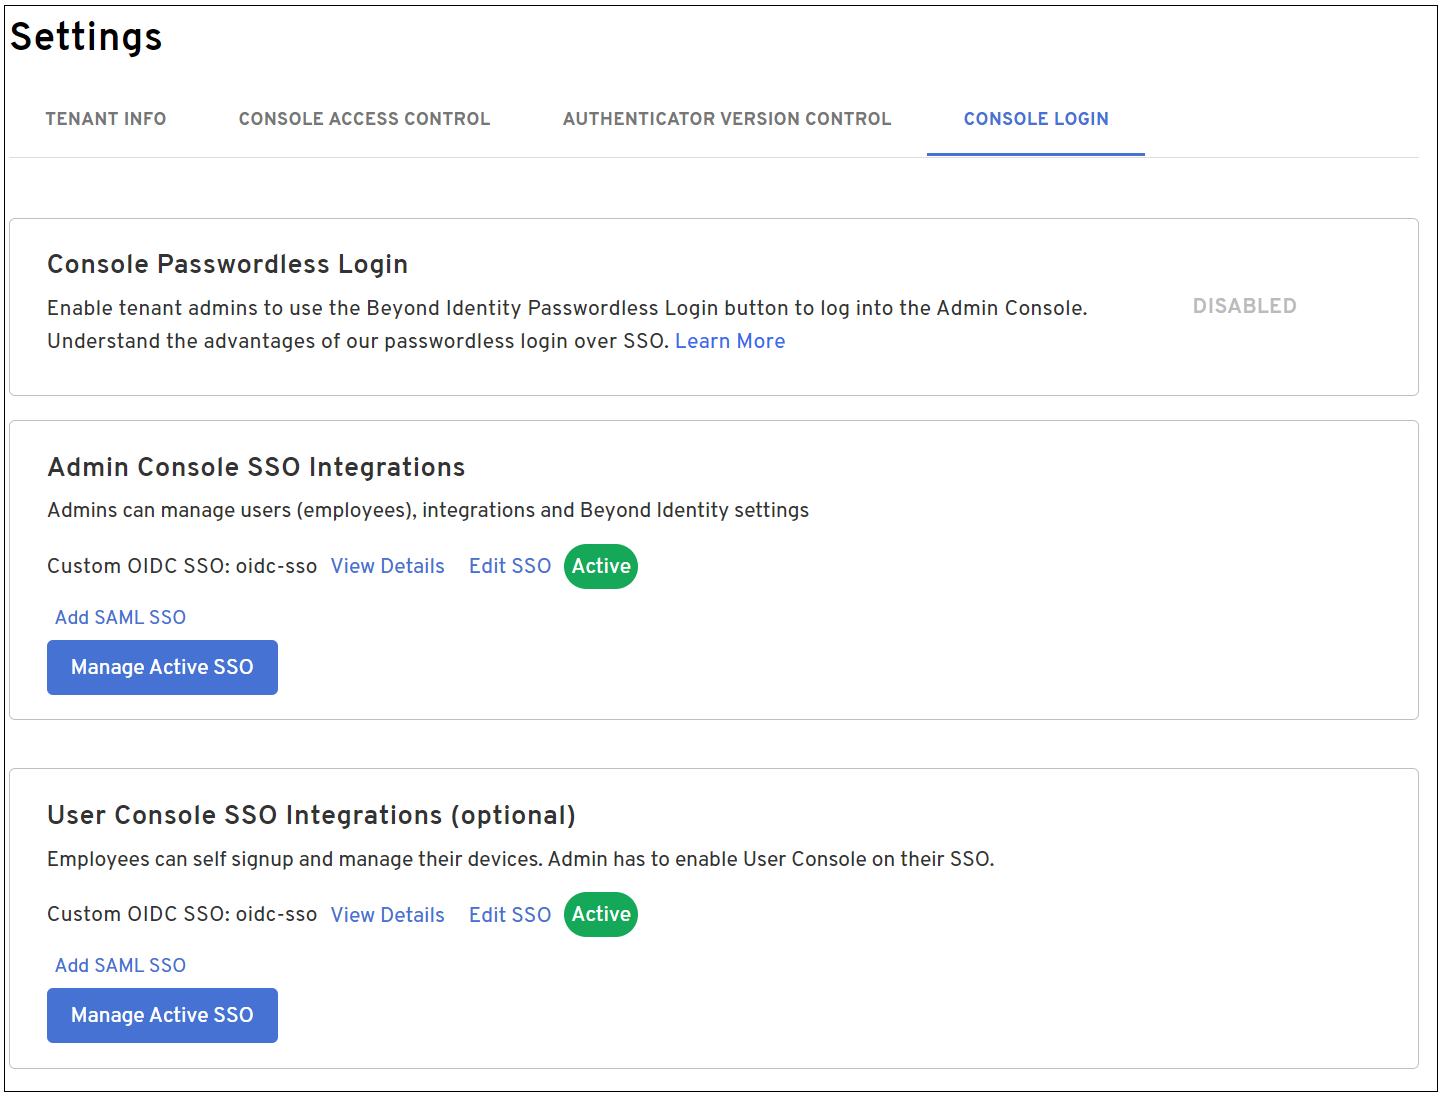 Settings
TENANT INFO CONSOLE ACCESS CONTROL AUTHENTICATOR VERSION CONTROL CONSOLE LOGIN
Console Passwordless Login
Enable tenant admins to use the Beyond Identity Passwordless Login button to log into the Admin Console.
DISABLED
Understand the advantages of our passwordless login over SSO. Learn More
Admin Console SSO Integrations
Admins can manage users (employees), integrations and Beyond Identity settings
Custom OIDC SSO: oidc-sso View Details Edit SSO Active
Add SAML SSO
Manage Active SSO
User Console SSO Integrations (optional)
Employees can self signup and manage their devices. Admin has to enable User Console on their SSO.
Custom OIDC SSO: oidc-sso View Details Edit SSO Active
Add SAML SSO
Manage Active SSO